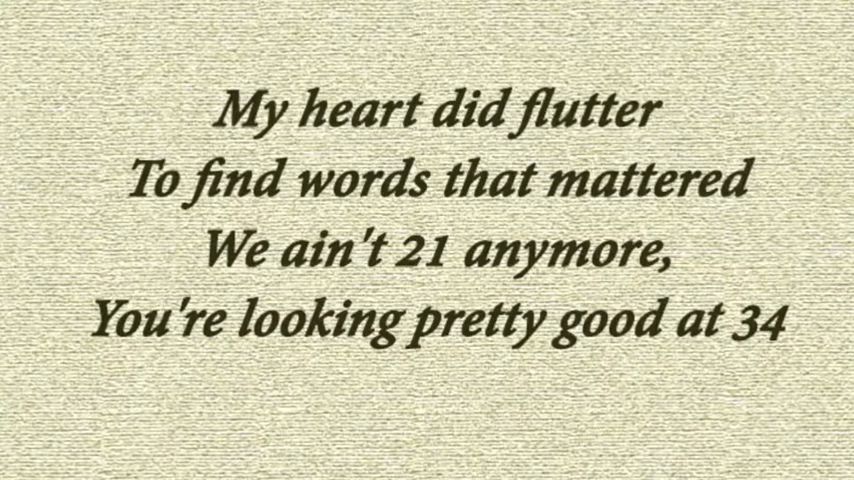 My heart did flutter
To find words that mattered
We ain't 21 anymore,
You're looking pretty good at 34